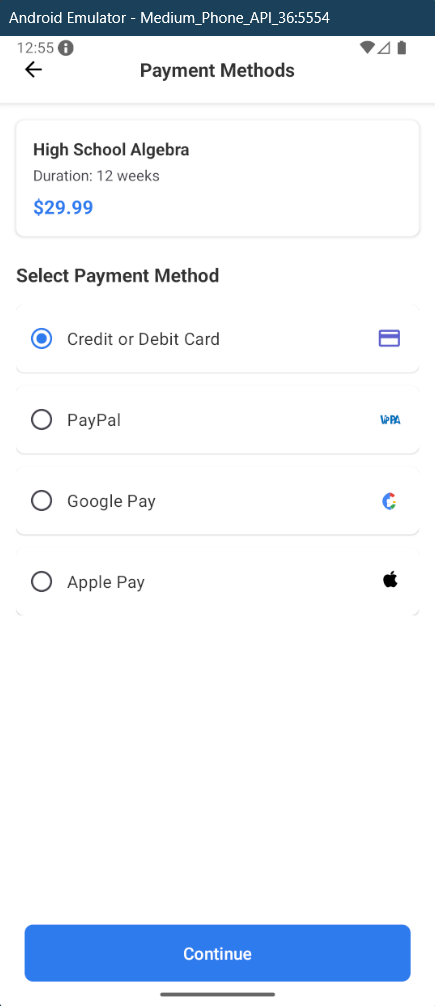 Android Emulator - Medium_Phone_API_36:5554
12:55
Payment Methods
High School Algebra
Duration: 12 weeks
$29.99
Select Payment Method
Credit or Debit Card
PayPal
Google Pay
Apple Pay
Continue